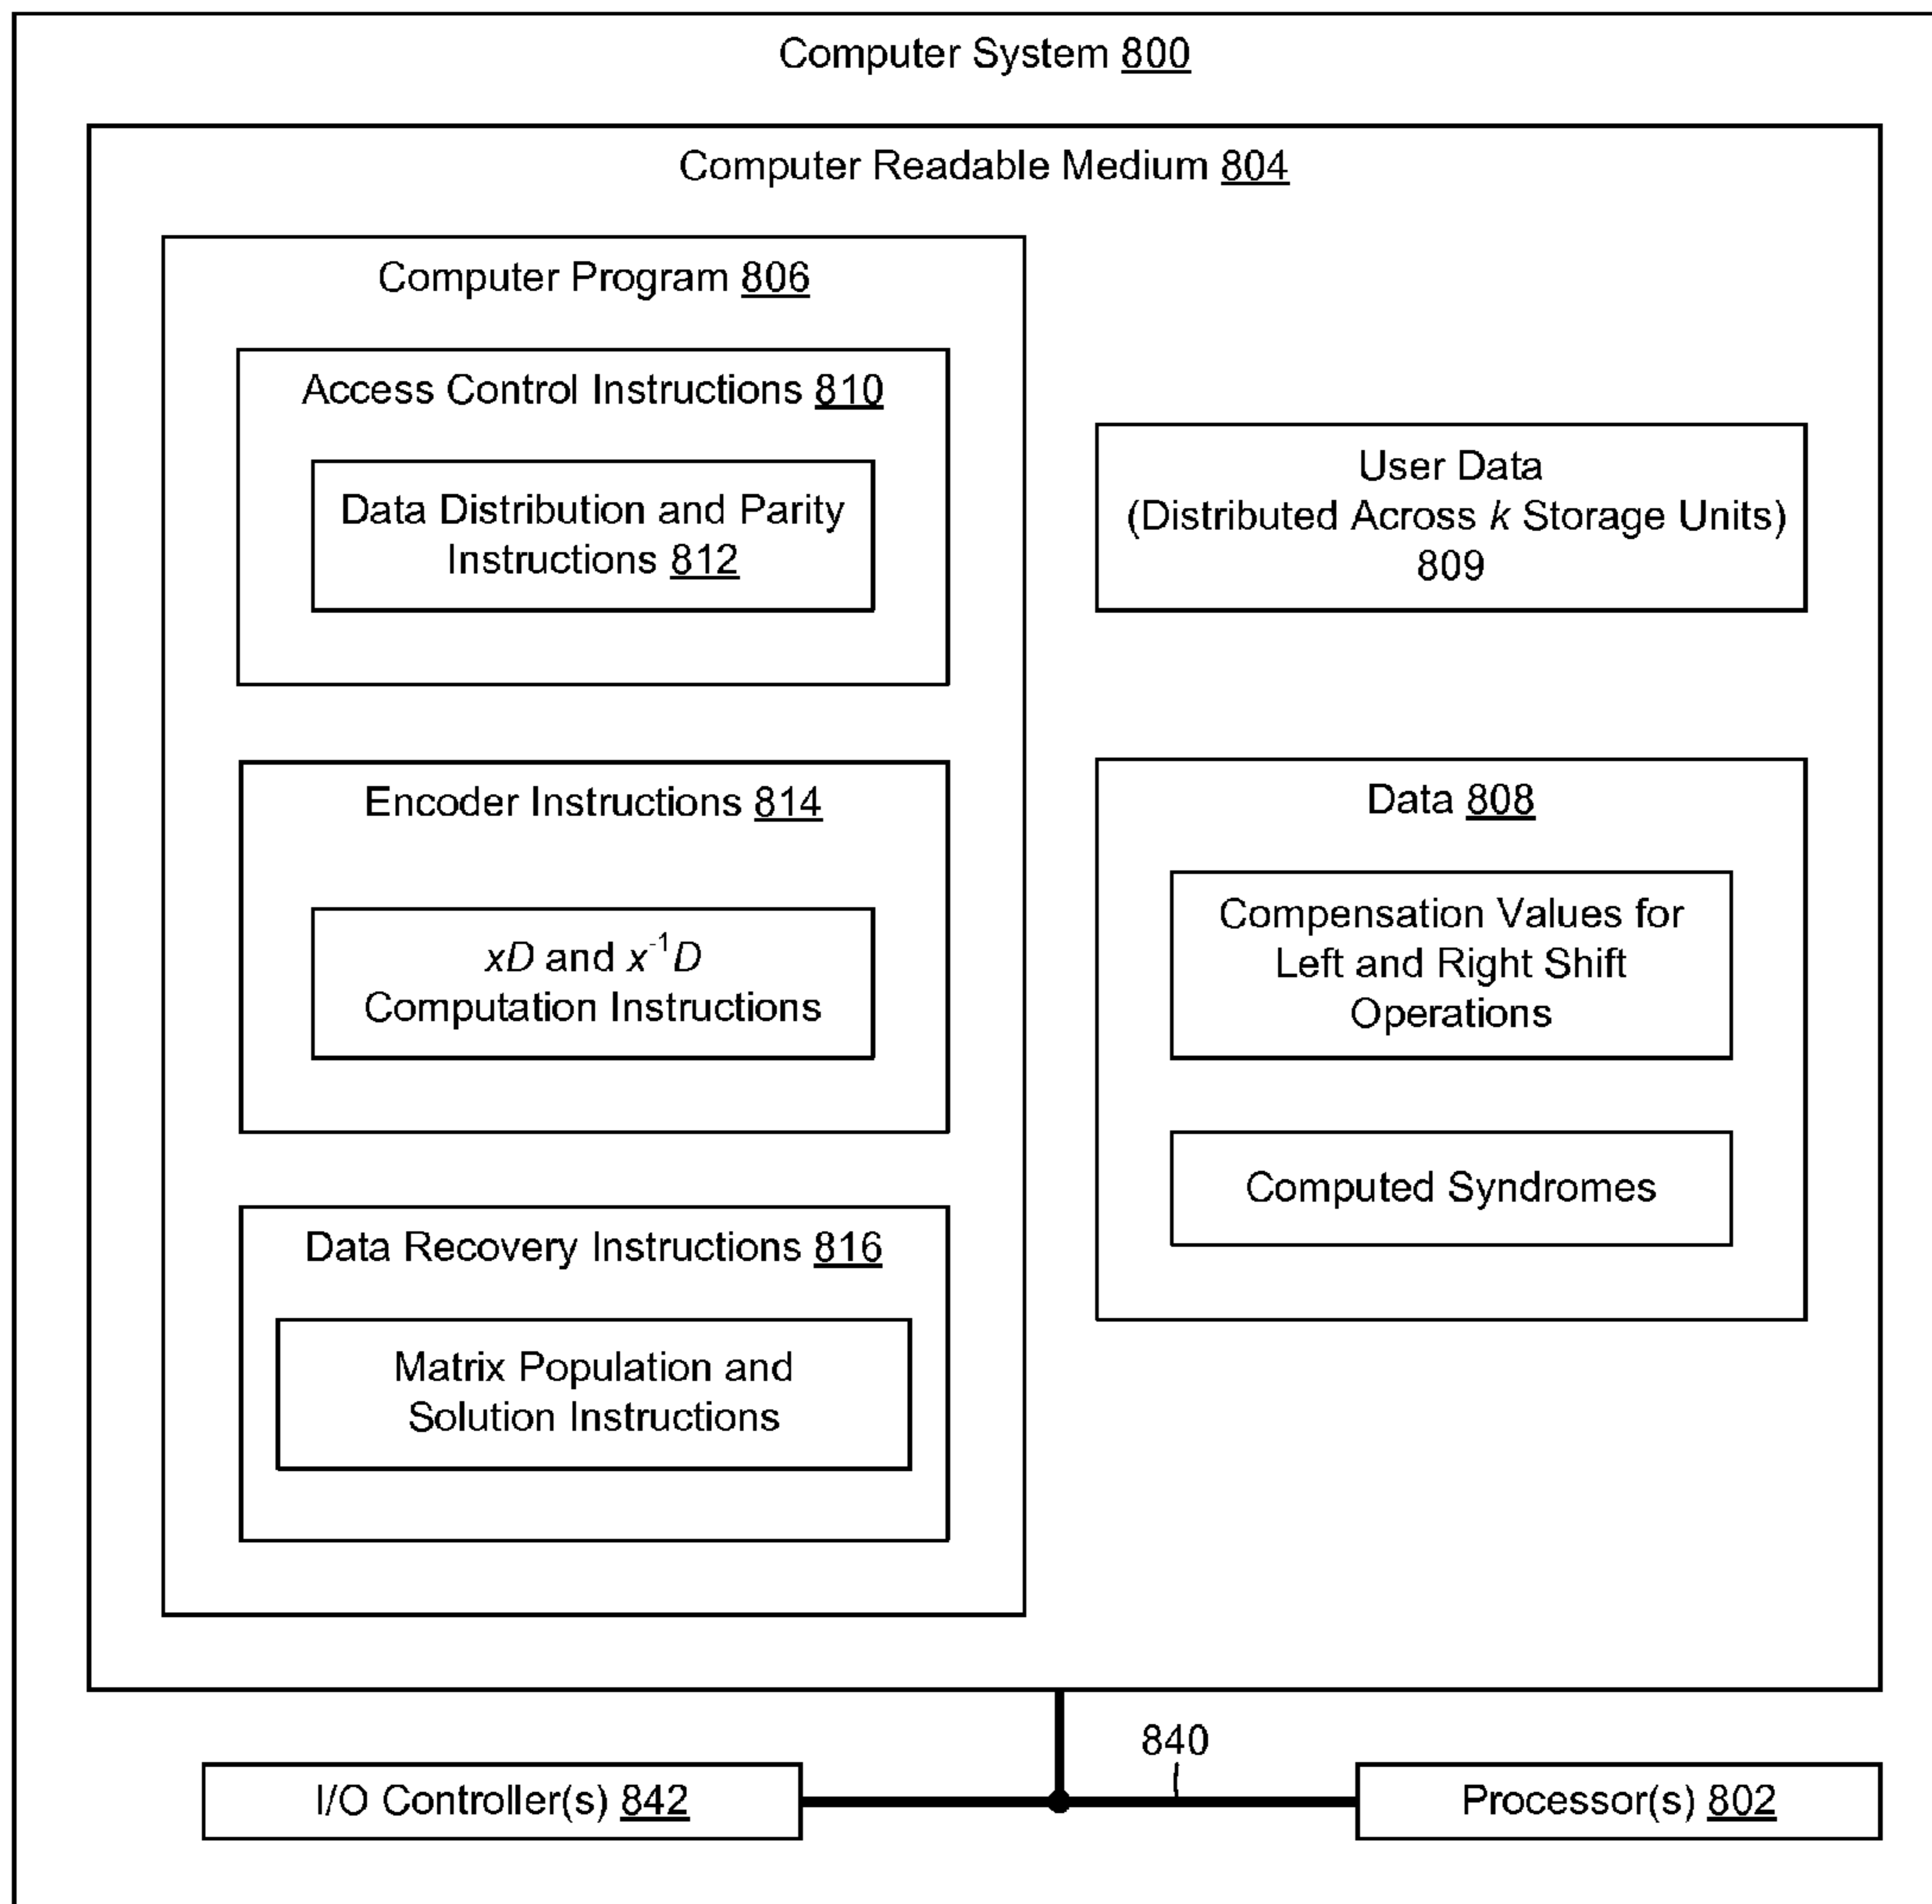 Computer System 800
Computer Readable Medium 804
Computer Program 806
Access Control Instructions 810
Data Distribution and Parity
Instructions 812
Encoder Instructions 814
xD and x⁻¹D
Computation Instructions
Data Recovery Instructions 816
Matrix Population and
Solution Instructions
User Data
(Distributed Across k Storage Units)
809
Data 808
Compensation Values for
Left and Right Shift
Operations
Computed Syndromes
840
I/O Controller(s) 842
Processor(s) 802